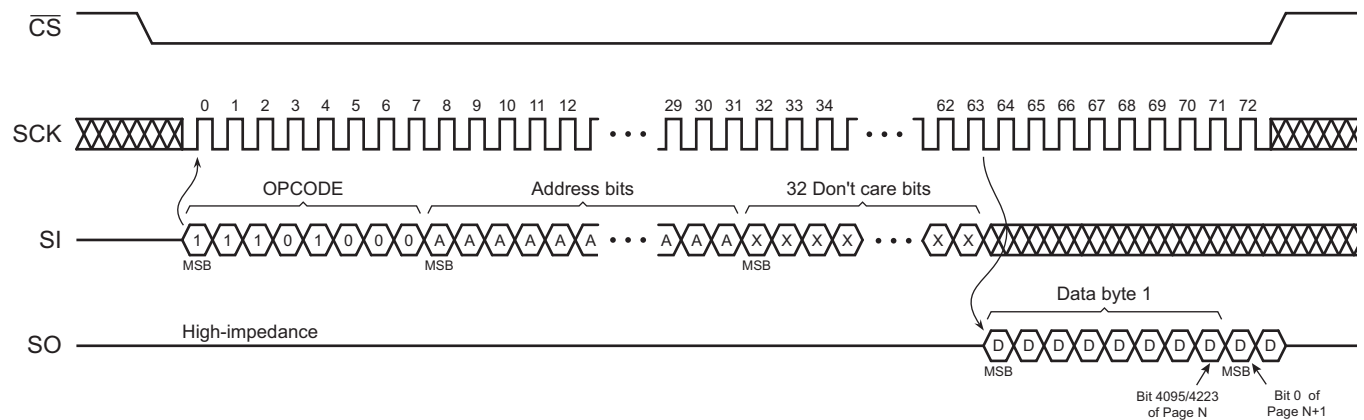 CS
0 1 2 3 4 5 6 7 8 9 10 11 12 29 30 31 32 33 34 62 63 64 65 66 67 68 69 70 71 72
SCK
OPCODE Address bits 32 Don't care bits
SI 1 1 1 0 1 0 0 0 A A A A A A A A A X X X X X X
MSB MSB MSB
Data byte 1
High-impedance
SO D D D D D D D D D D
MSB MSB
Bit 4095/4223 of Page N
Bit 0 of Page N+1